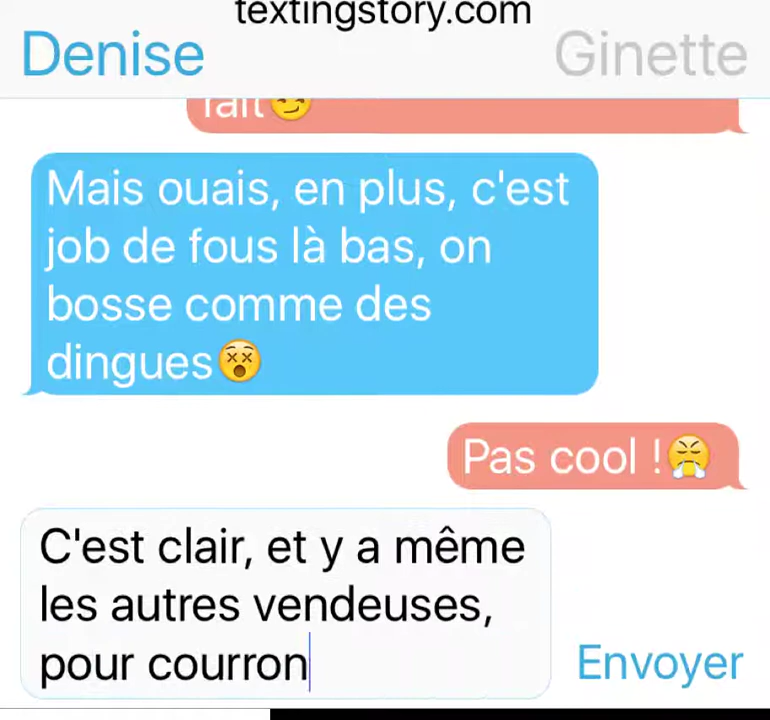 textingstory.com
Denise Ginette
fait😏
Mais ouais, en plus, c'est
job de fous là bas, on
bosse comme des
dingues😵
Pas cool !😤
C'est clair, et y a même
les autres vendeuses,
pour courron
Envoyer